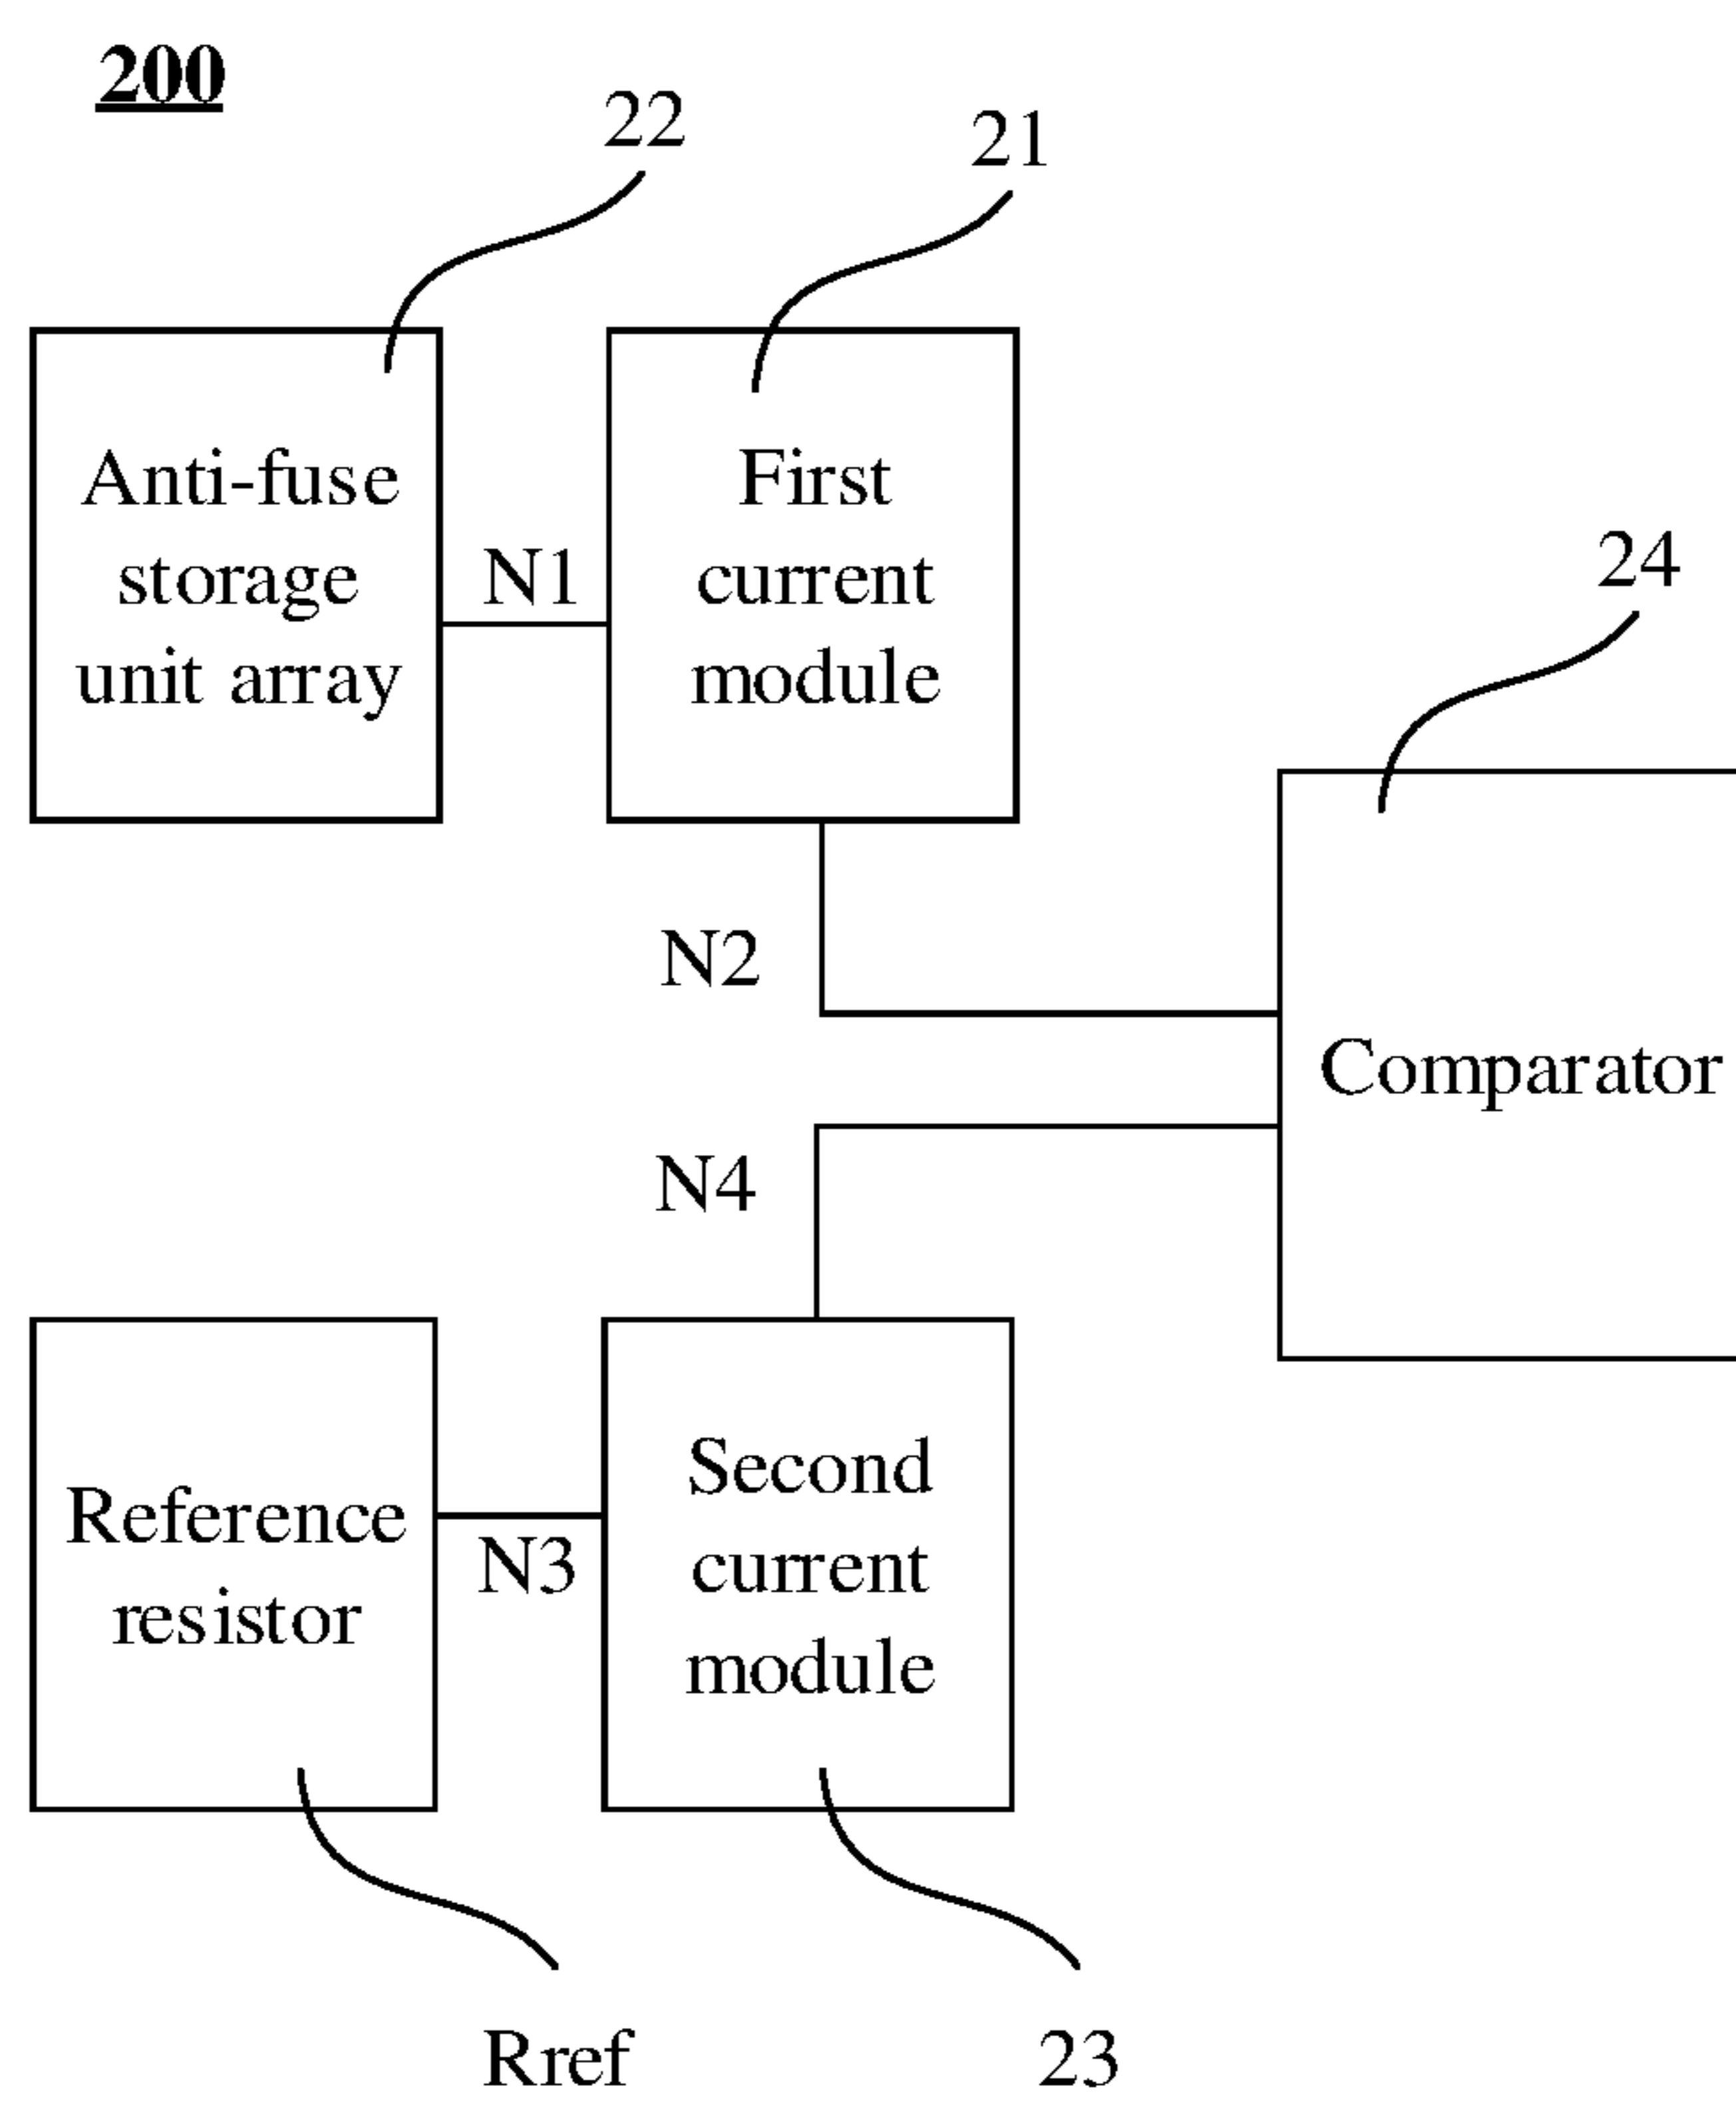 200
22
21
Anti-fuse
storage
unit array
N1
First
current
module
24
N2
Comparator
N4
Reference
resistor
N3
Second
current
module
Rref
23